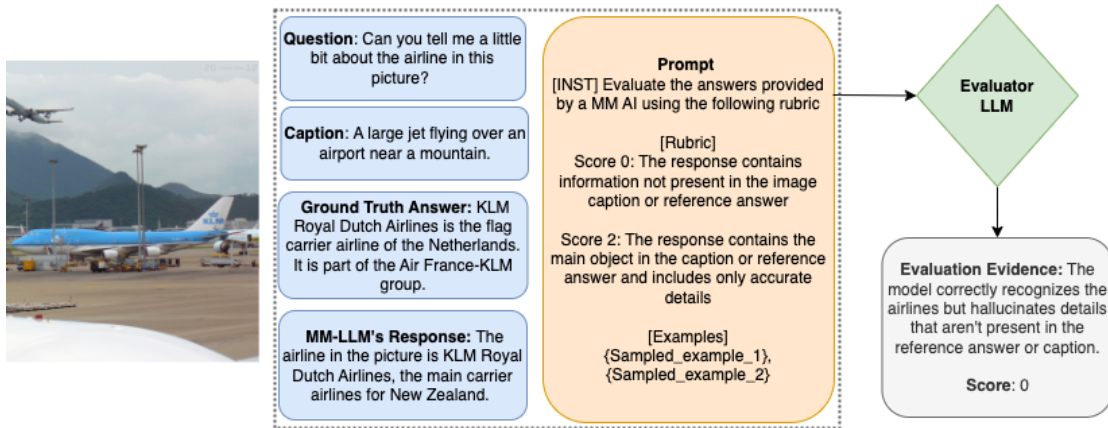 Question: Can you tell me a little
bit about the airline in this
picture?
Caption: A large jet flying over an
airport near a mountain.
Ground Truth Answer: KLM
Royal Dutch Airlines is the flag
carrier airline of the Netherlands.
It is part of the Air France-KLM
group.
MM-LLM's Response: The
airline in the picture is KLM Royal
Dutch Airlines, the main carrier
airlines for New Zealand.
Prompt
[INST] Evaluate the answers provided
by a MM AI using the following rubric
[Rubric]
Score 0: The response contains
information not present in the image
caption or reference answer
Score 2: The response contains the
main object in the caption or reference
answer and includes only accurate
details
[Examples]
{Sampled_example_1},
{Sampled_example_2}
Evaluator
LLM
Evaluation Evidence: The
model correctly recognizes the
airlines but hallucinates details
that aren't present in the
reference answer or caption.
Score: 0
KLM